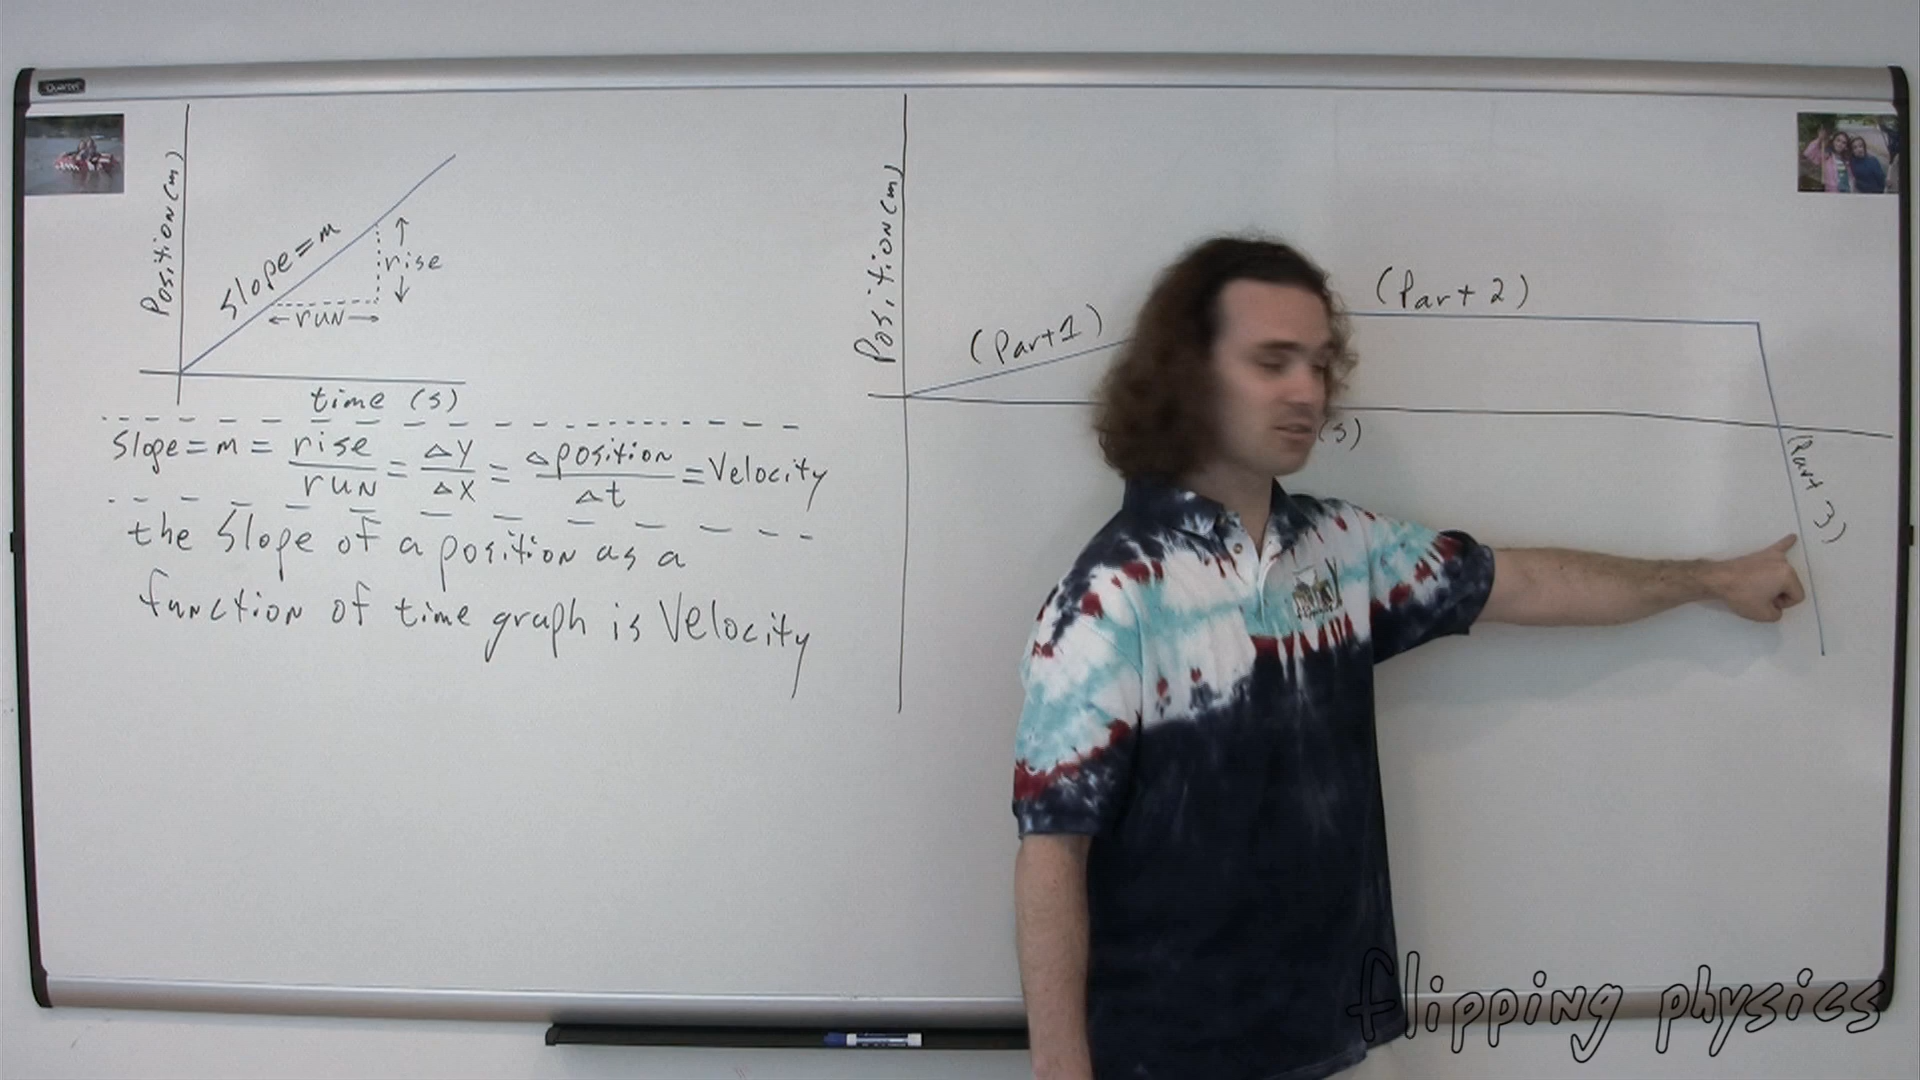 Quartet
Position (m)
Slope = m
rise
run
time (s)
Slope = m = rise/run = ΔY/ΔX = Δposition/Δt = Velocity
the Slope of a position as a
function of time graph is Velocity
Position (m)
(Part 1)
(Part 2)
(s)
(Part 3)
flipping physics